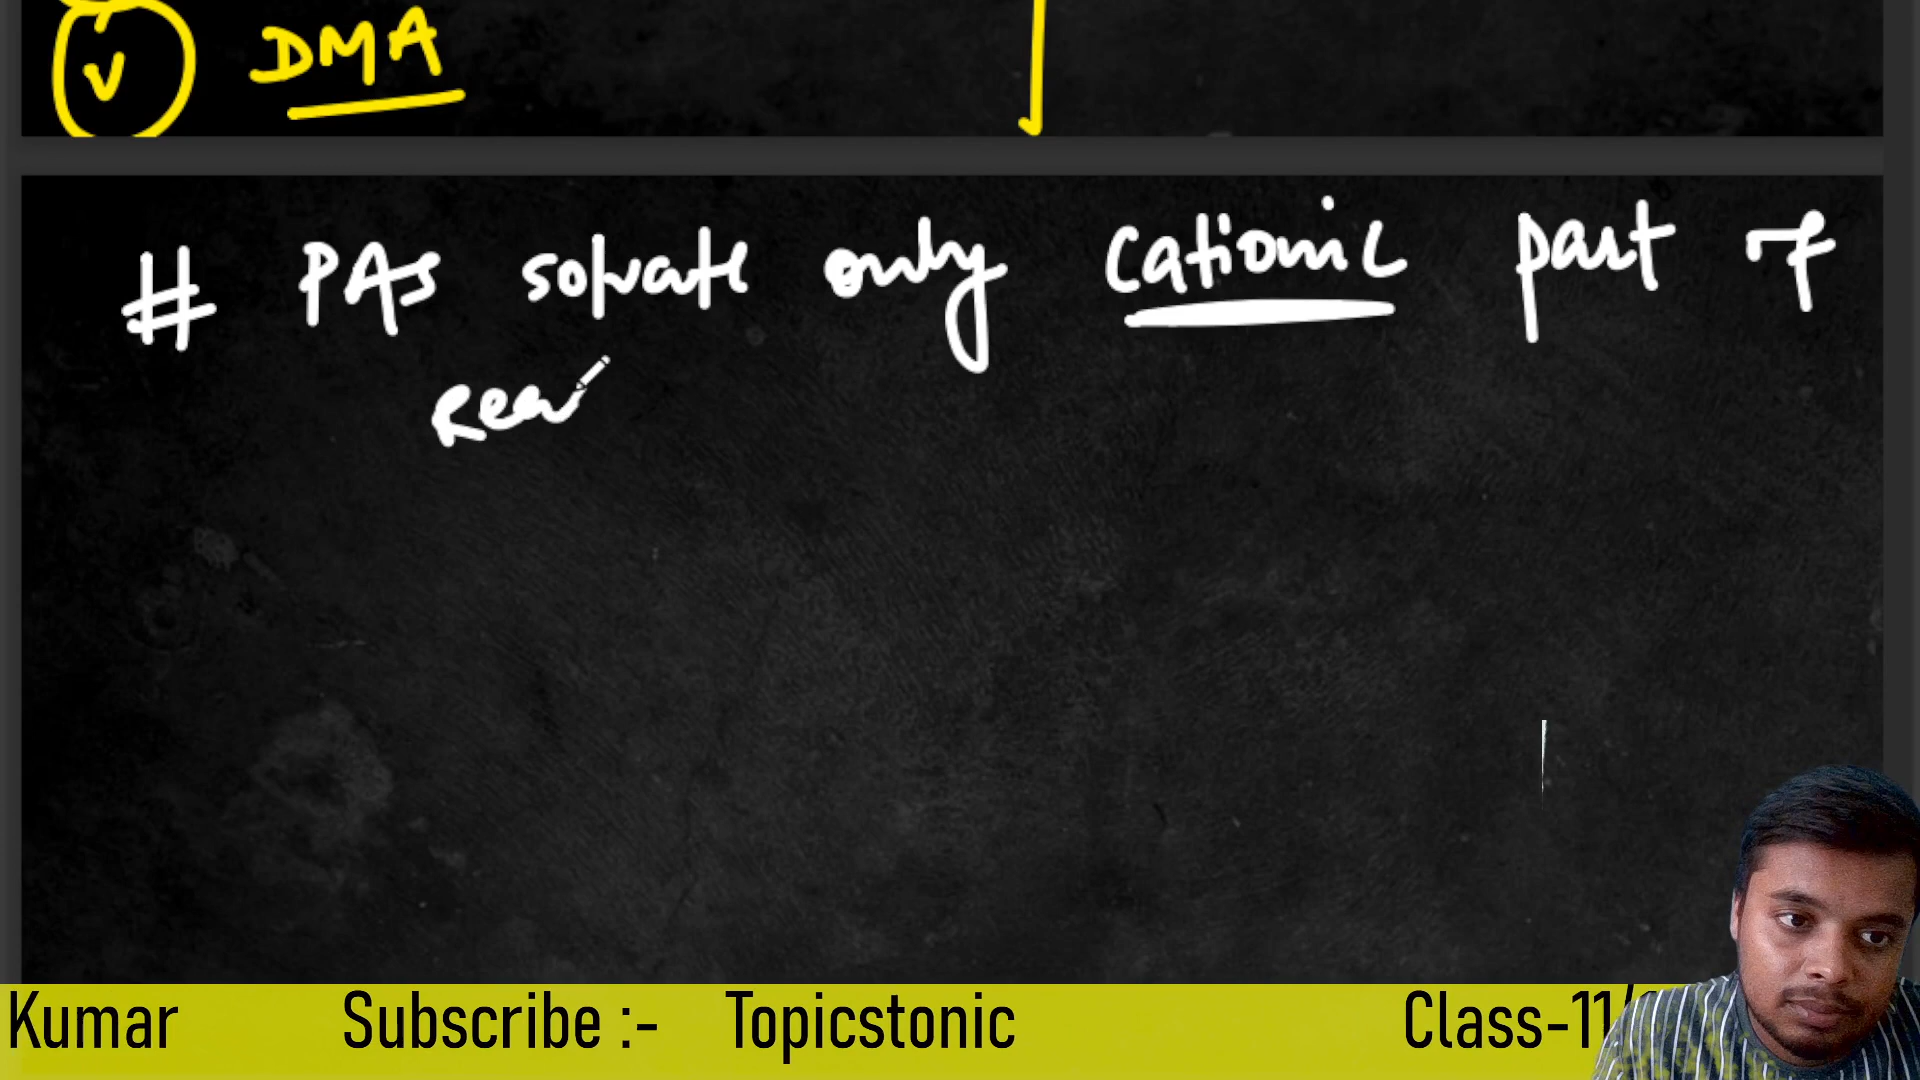 v DMA
# PAs solvate only cationic part of
Rea
Kumar Subscribe :- Topicstonic Class-11/